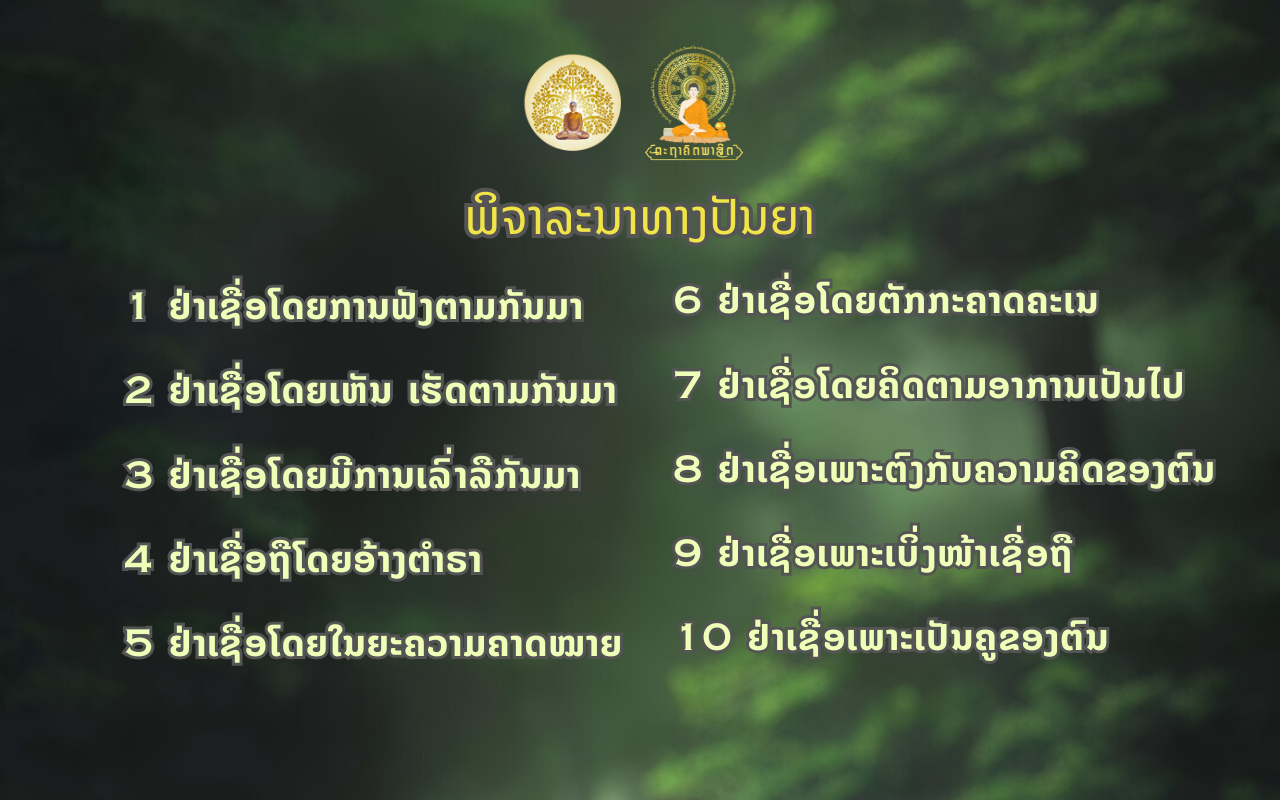 ຕະຖາຄົຕພາສິຕ
ພິຈາລະນາທາງປັນຍາ
1 ຢ່າເຊື່ອໂດຍການຟັງຕາມກັນມາ
2 ຢ່າເຊື່ອໂດຍເຫັນ ເຮັດຕາມກັນມາ
3 ຢ່າເຊື່ອໂດຍມີການເລົ່າລືກັນມາ
4 ຢ່າເຊື່ອຖືໂດຍອ້າງຕຳຣາ
5 ຢ່າເຊື່ອໂດຍໃນຍະຄວາມຄາດໝາຍ
6 ຢ່າເຊື່ອໂດຍຕັກກະຄາດຄະເນ
7 ຢ່າເຊື່ອໂດຍຄິດຕາມອາການເປັນໄປ
8 ຢ່າເຊື່ອເພາະຕົງກັບຄວາມຄິດຂອງຕົນ
9 ຢ່າເຊື່ອເພາະເບິ່ງໜ້າເຊື່ອຖື
10 ຢ່າເຊື່ອເພາະເປັນຄູຂອງຕົນ